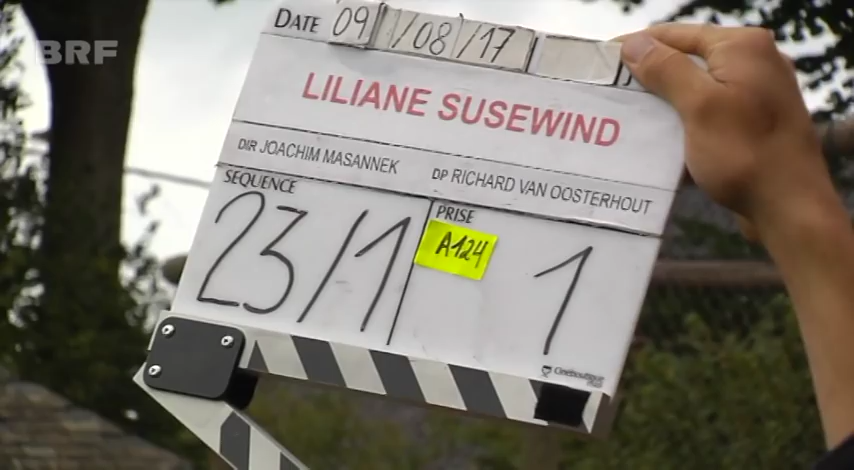 BRF
DATE 09/08/17
LILIANE SUSEWIND
DIR JOACHIM MASANNEK
DP RICHARD VAN OOSTERHOUT
SEQUENCE
23/1
PRISE
A124
1
Cineboutique